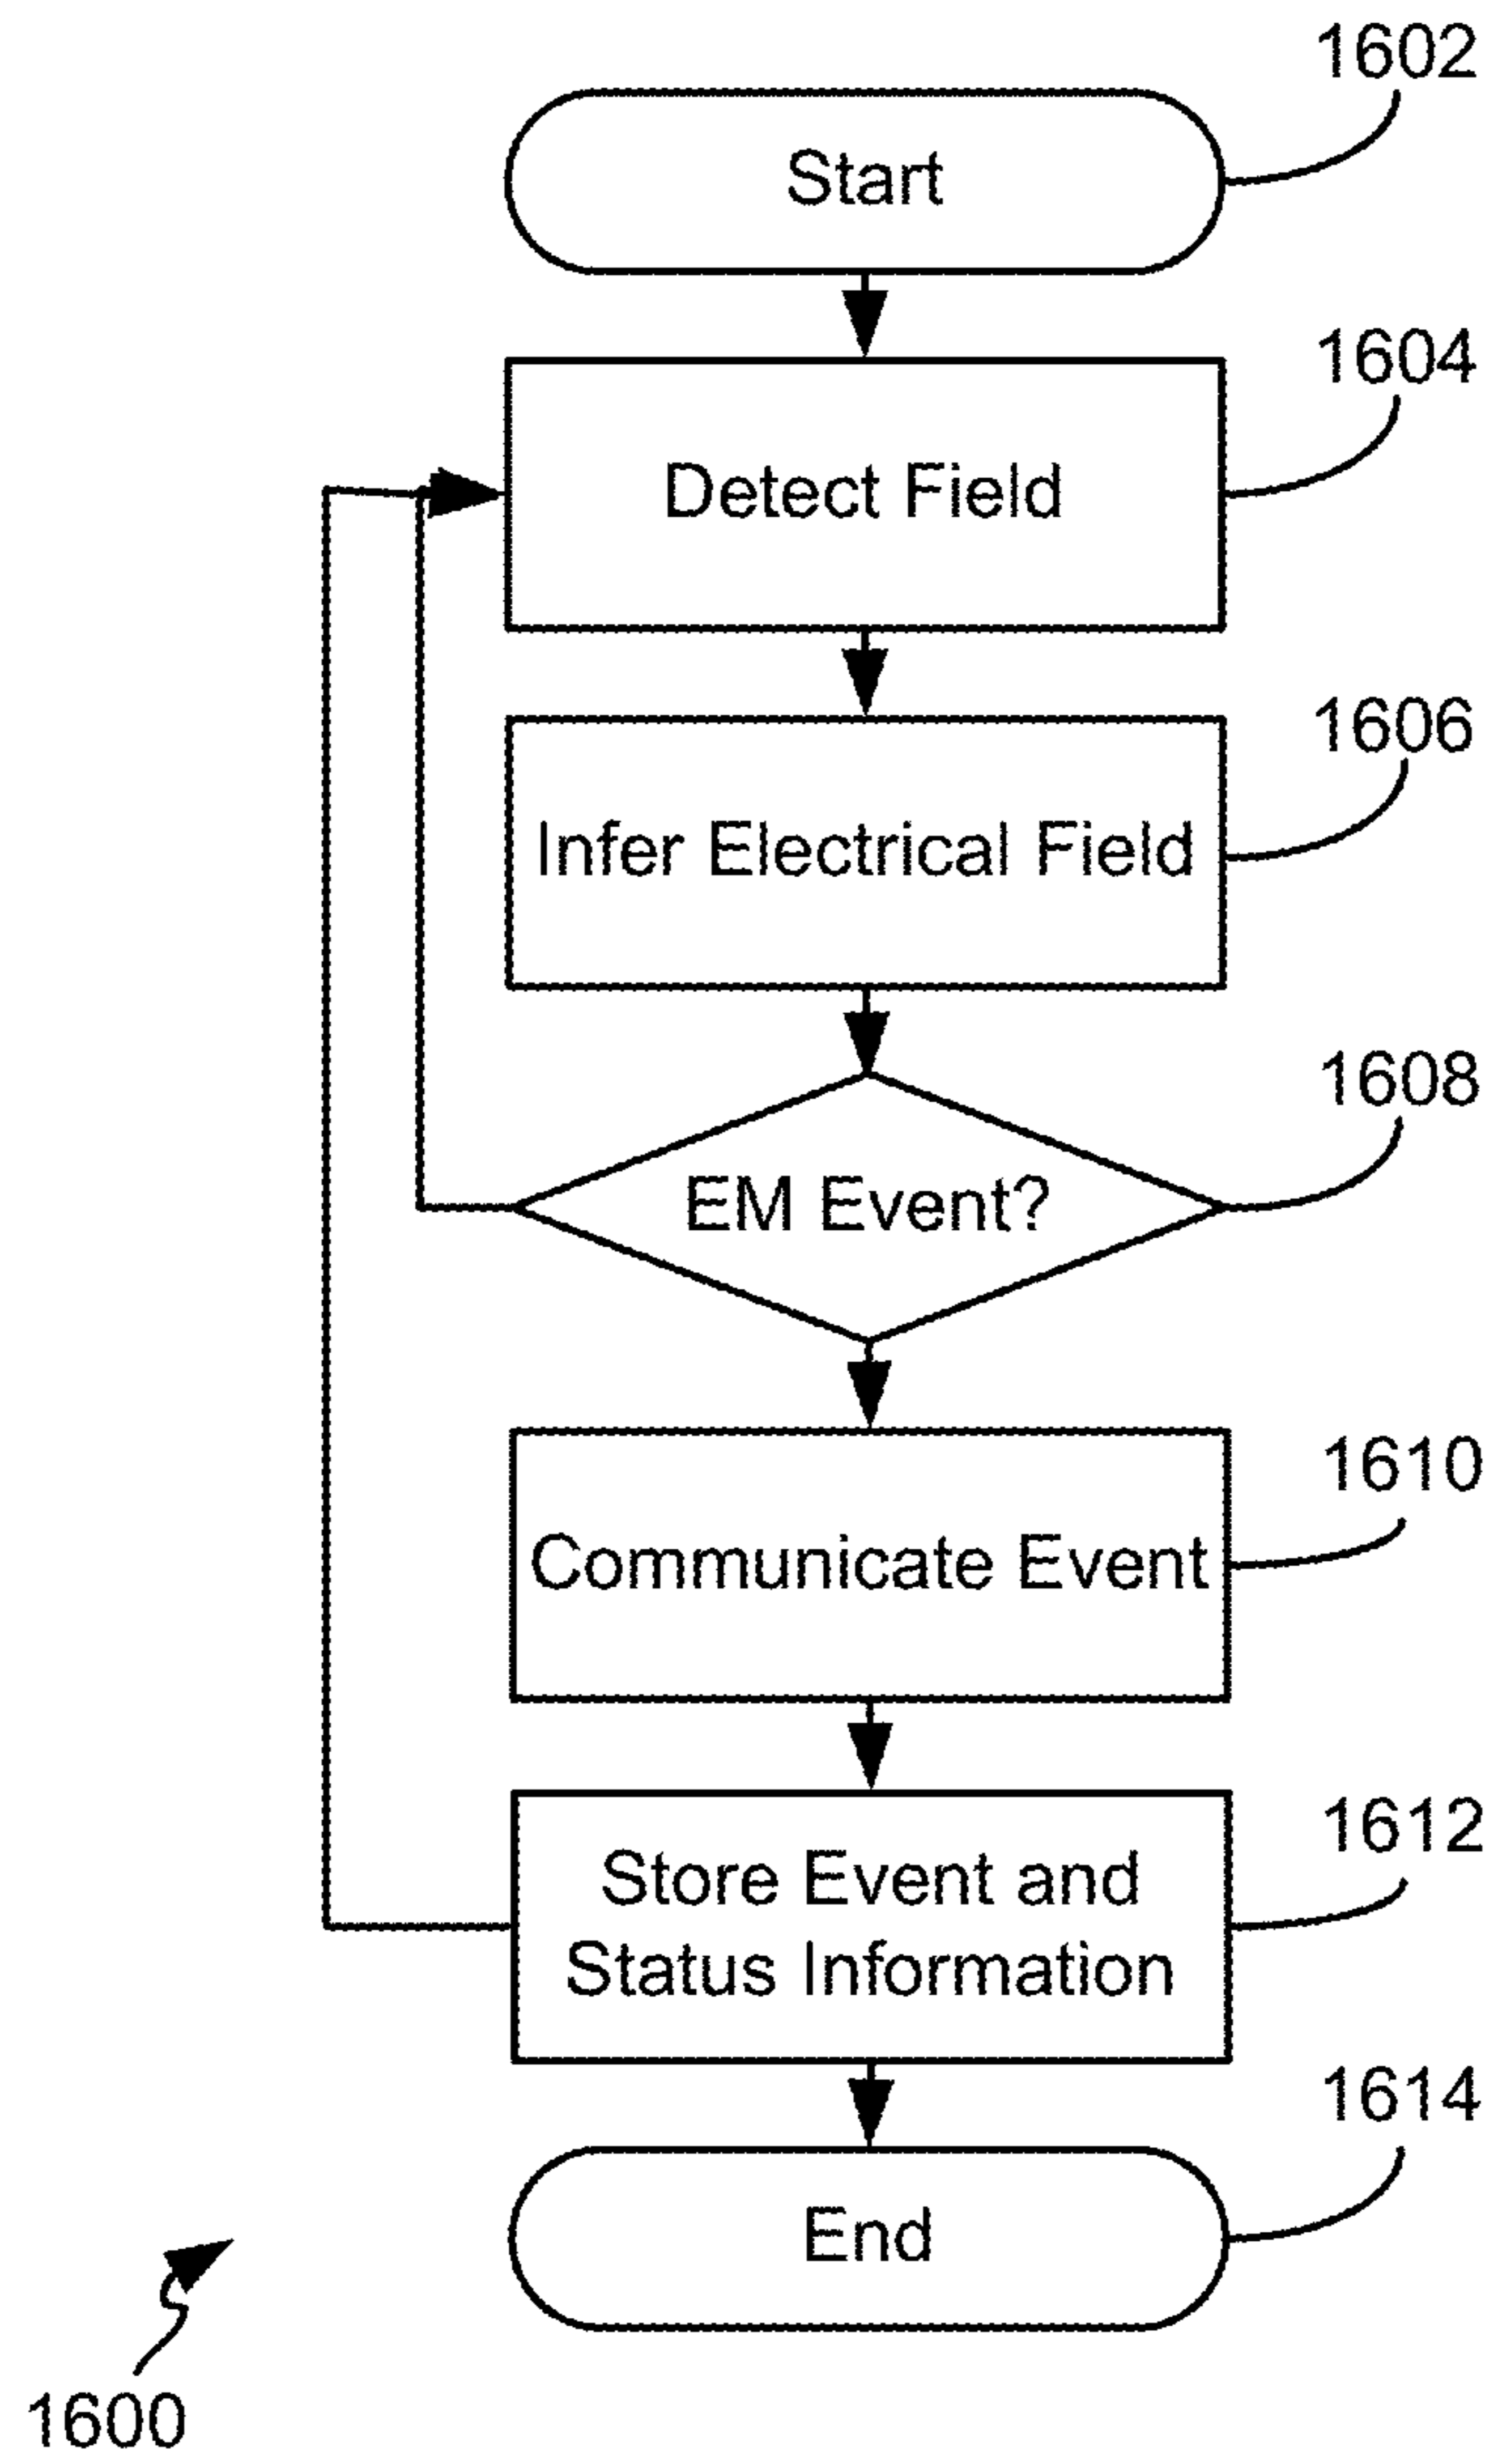 1602
Start
1604
Detect Field
1606
Infer Electrical Field
1608
EM Event?
1610
Communicate Event
1612
Store Event and
Status Information
1614
End
1600